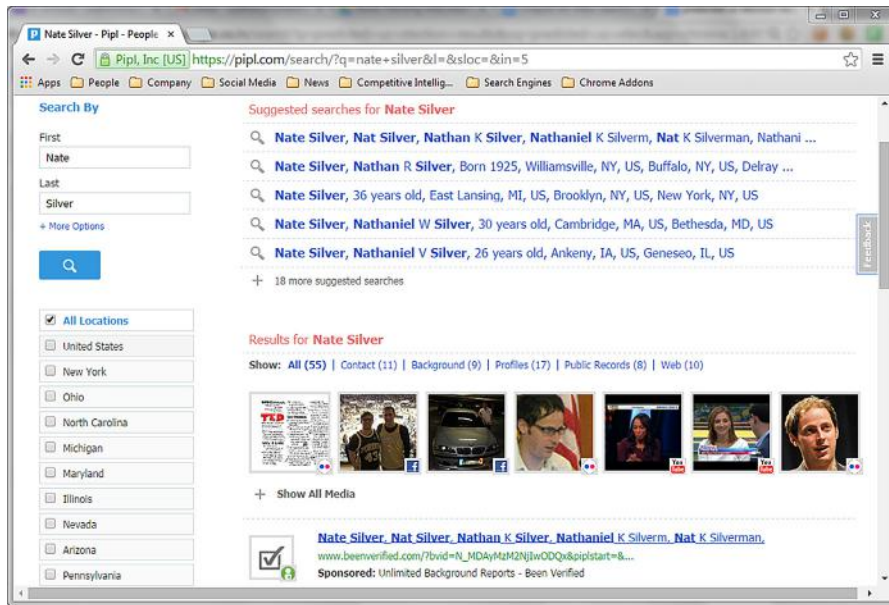 Nate Silver - Pipl - People
Pipl, Inc [US] https://pipl.com/search/?q=nate+silver&l=&sloc=&in=5
Apps People Company Social Media News Competitive Intellig... Search Engines Chrome Addons
Search By
First
Nate
Last
Silver
+ More Options
All Locations
United States
New York
Ohio
North Carolina
Michigan
Maryland
Illinois
Nevada
Arizona
Pennsylvania
Suggested searches for Nate Silver
Nate Silver, Nat Silver, Nathan K Silver, Nathaniel K Silverm, Nat K Silverman, Nathani ...
Nate Silver, Nathan R Silver, Born 1925, Williamsville, NY, US, Buffalo, NY, US, Delray ...
Nate Silver, 36 years old, East Lansing, MI, US, Brooklyn, NY, US, New York, NY, US
Nate Silver, Nathaniel W Silver, 30 years old, Cambridge, MA, US, Bethesda, MD, US
Nate Silver, Nathaniel V Silver, 26 years old, Ankeny, IA, US, Geneseo, IL, US
+ 18 more suggested searches
Results for Nate Silver
Show: All (55) | Contact (11) | Background (9) | Profiles (17) | Public Records (8) | Web (10)
TED
43
You Tube
You Tube
+ Show All Media
Nate Silver, Nat Silver, Nathan K Silver, Nathaniel K Silverm, Nat K Silverman,
www.beenverified.com/?bvid=N_MDAyMzM2NjIwODQx&piplstart=&...
Sponsored: Unlimited Background Reports - Been Verified
Feedback